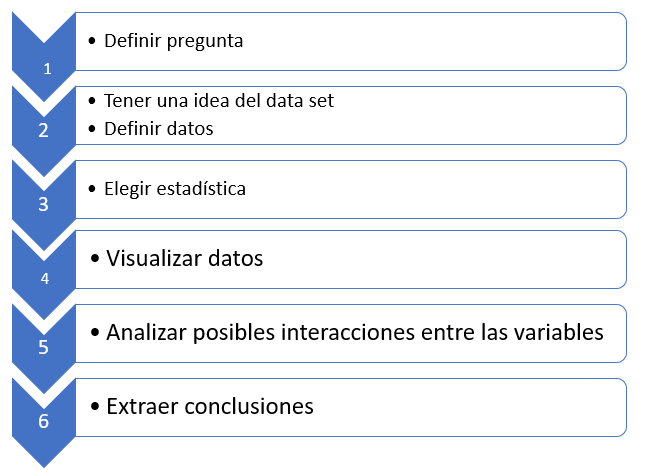 1
• Definir pregunta
2
• Tener una idea del data set
• Definir datos
3
• Elegir estadística
4
• Visualizar datos
5
• Analizar posibles interacciones entre las variables
6
• Extraer conclusiones